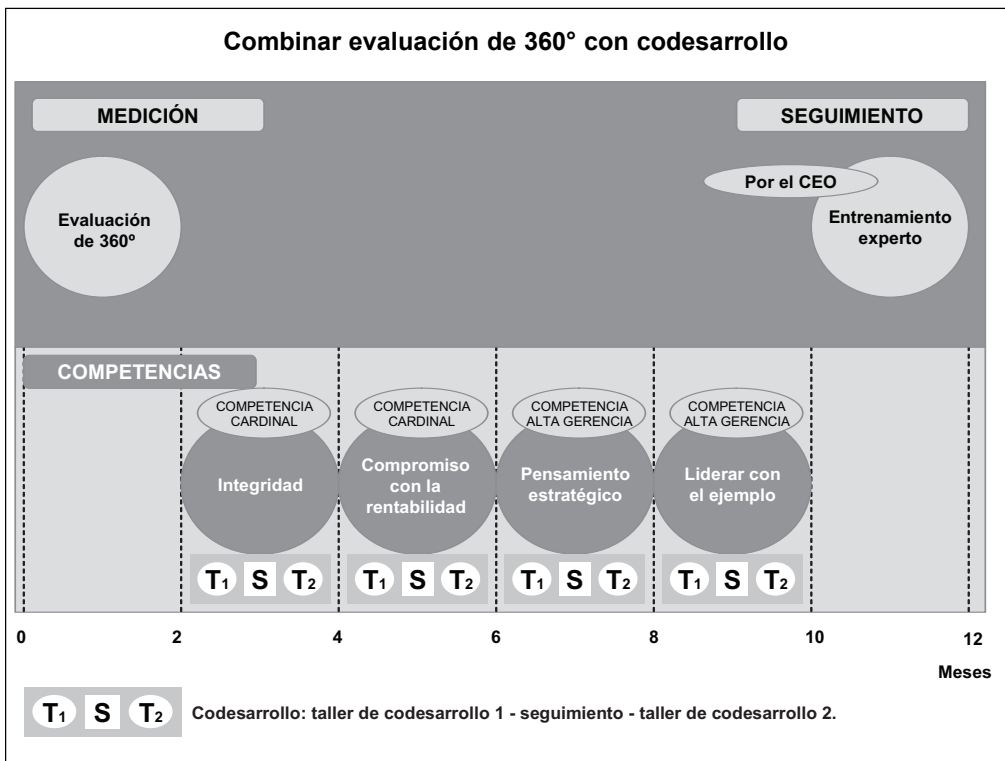 Combinar evaluación de 360° con codesarrollo
MEDICIÓN
SEGUIMIENTO
Por el CEO
Evaluación
de 360º
Entrenamiento
experto
COMPETENCIAS
COMPETENCIA
CARDINAL
COMPETENCIA
CARDINAL
COMPETENCIA
ALTA GERENCIA
COMPETENCIA
ALTA GERENCIA
Integridad
Compromiso
con la
rentabilidad
Pensamiento
estratégico
Liderar con
el ejemplo
T1 S T2
T1 S T2
T1 S T2
T1 S T2
0 2 4 6 8 10 12
Meses
T1 S T2 Codesarrollo: taller de codesarrollo 1 - seguimiento - taller de codesarrollo 2.